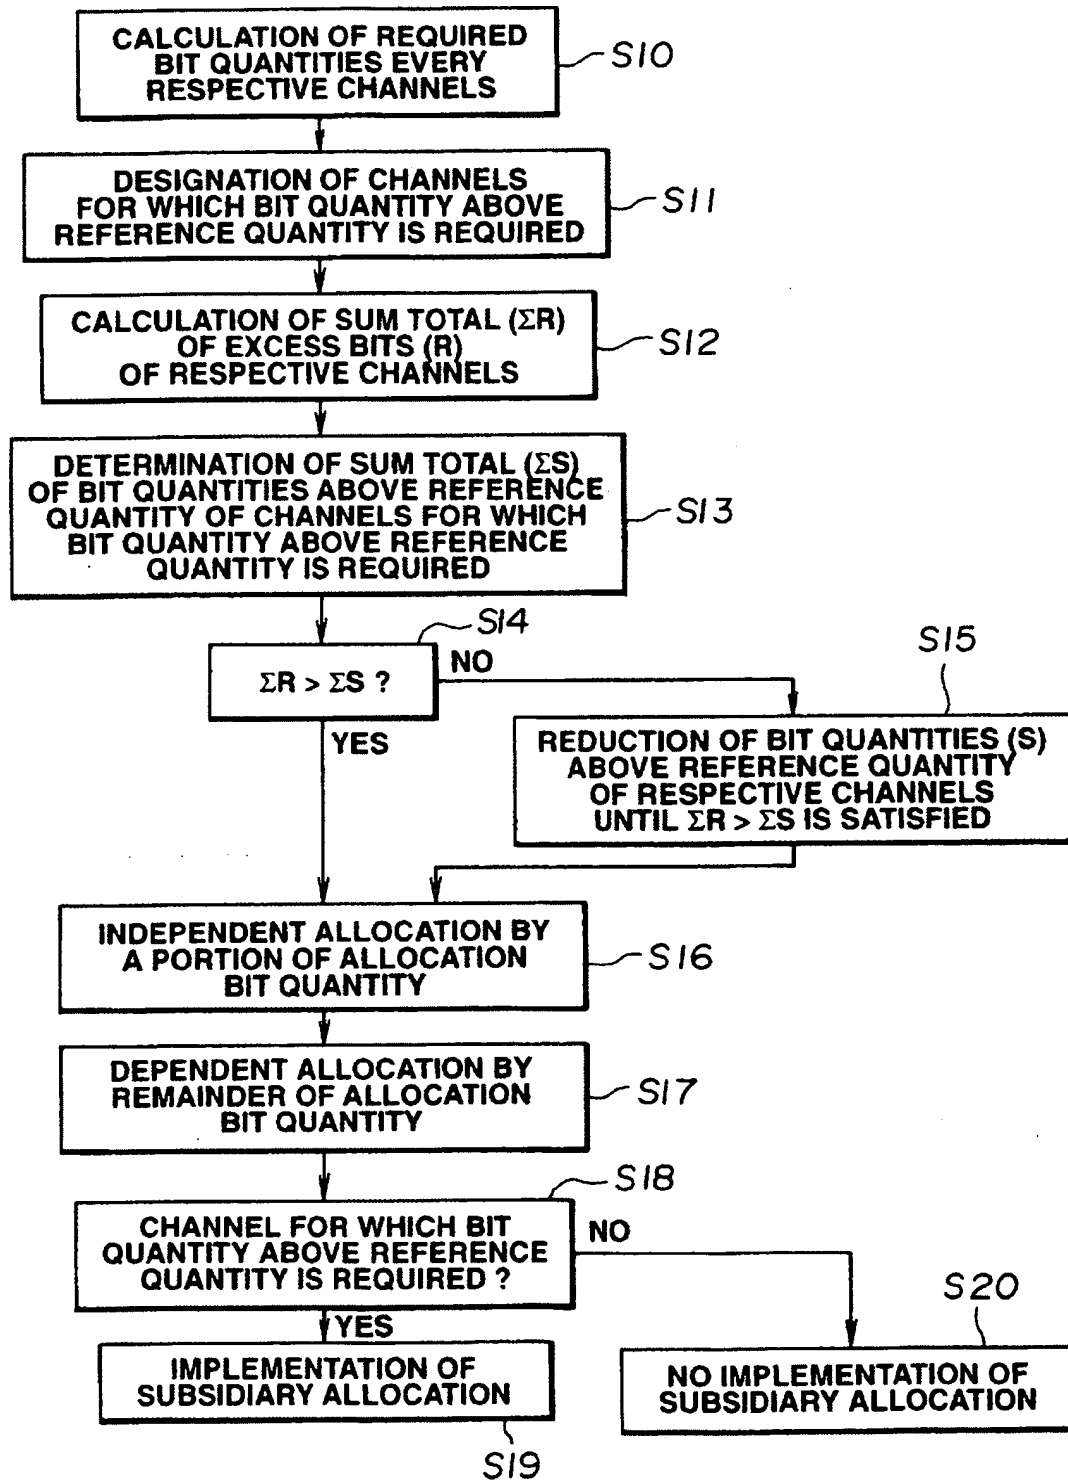 CALCULATION OF REQUIRED
BIT QUANTITIES EVERY
RESPECTIVE CHANNELS
S10
DESIGNATION OF CHANNELS
FOR WHICH BIT QUANTITY ABOVE
REFERENCE QUANTITY IS REQUIRED
S11
CALCULATION OF SUM TOTAL (ΣR)
OF EXCESS BITS (R)
OF RESPECTIVE CHANNELS
S12
DETERMINATION OF SUM TOTAL (ΣS)
OF BIT QUANTITIES ABOVE REFERENCE
QUANTITY OF CHANNELS FOR WHICH
BIT QUANTITY ABOVE REFERENCE
QUANTITY IS REQUIRED
S13
S14
ΣR > ΣS ?
NO
YES
S15
REDUCTION OF BIT QUANTITIES (S)
ABOVE REFERENCE QUANTITY
OF RESPECTIVE CHANNELS
UNTIL ΣR > ΣS IS SATISFIED
INDEPENDENT ALLOCATION BY
A PORTION OF ALLOCATION
BIT QUANTITY
S16
DEPENDENT ALLOCATION BY
REMAINDER OF ALLOCATION
BIT QUANTITY
S17
S18
CHANNEL FOR WHICH BIT
QUANTITY ABOVE REFERENCE
QUANTITY IS REQUIRED ?
NO
YES
IMPLEMENTATION OF
SUBSIDIARY ALLOCATION
S19
S20
NO IMPLEMENTATION OF
SUBSIDIARY ALLOCATION